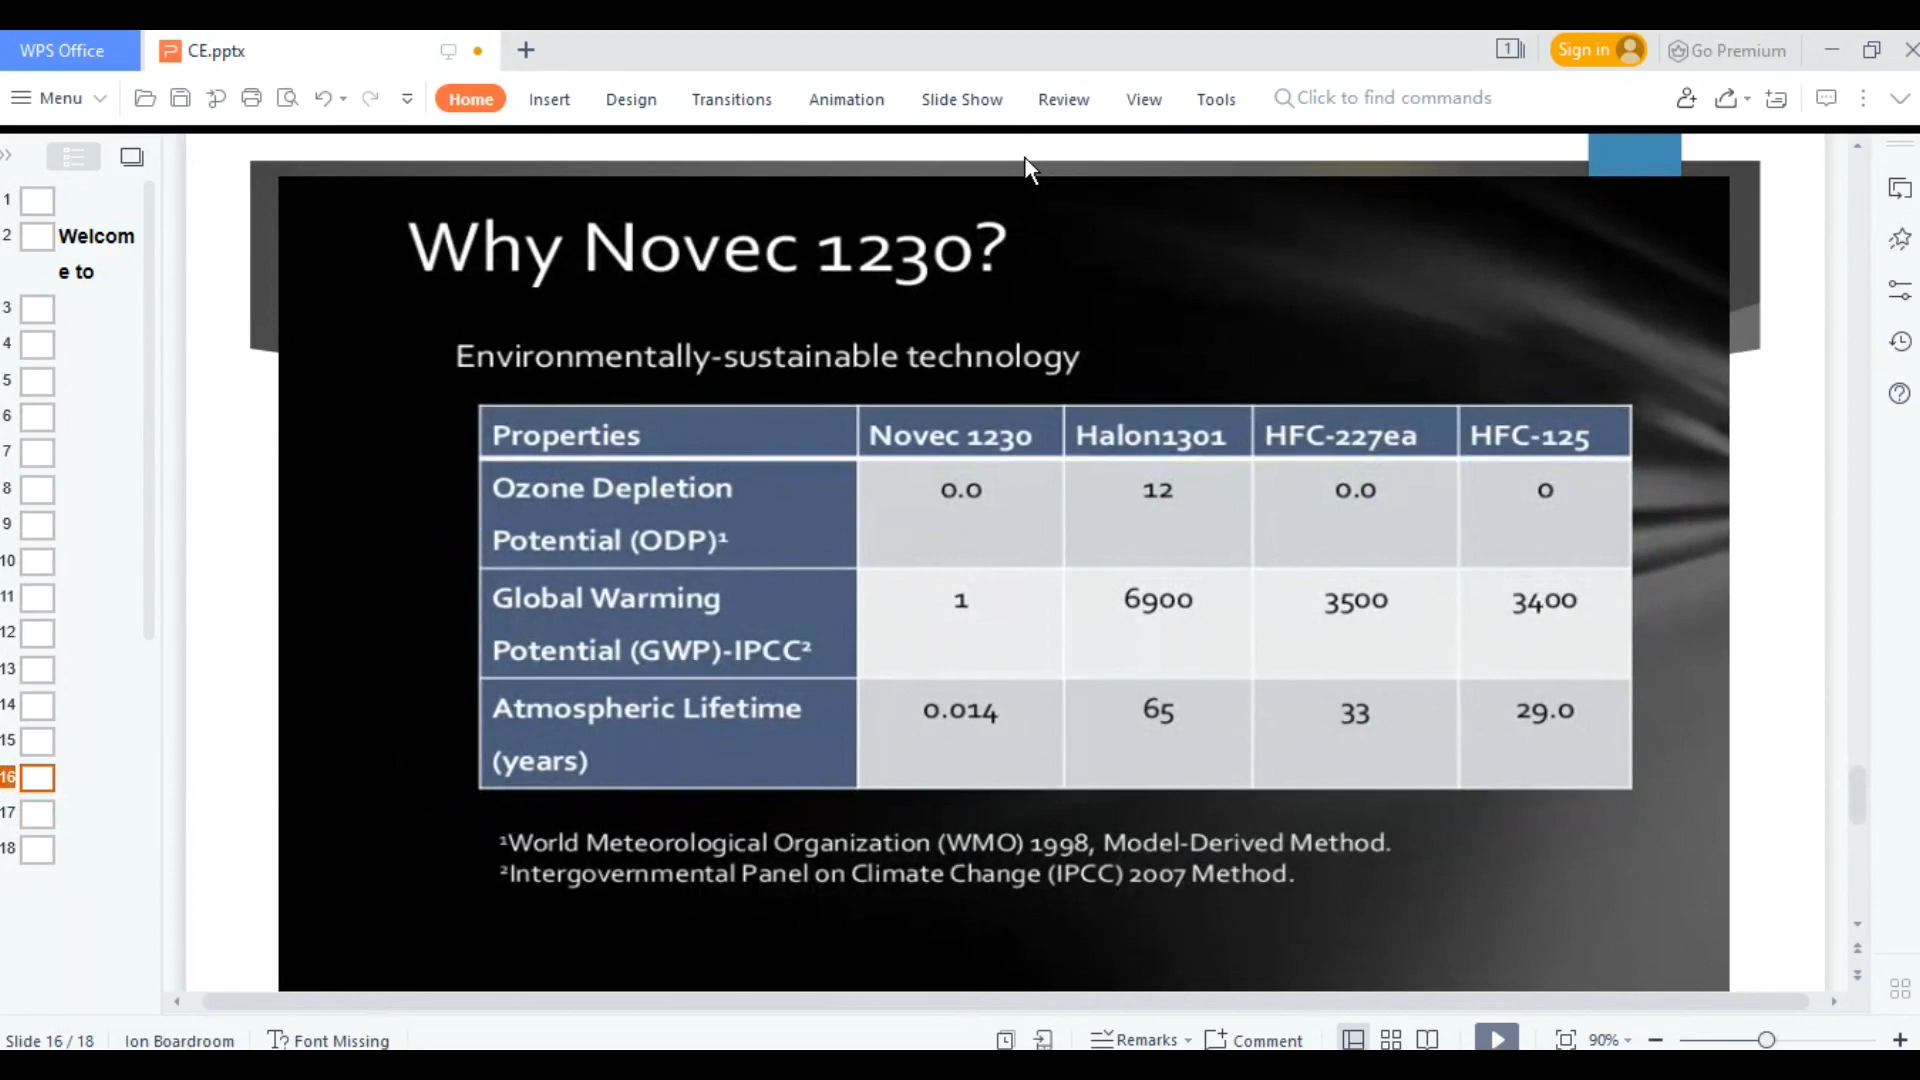 WPS Office
CE.pptx
1
Sign in
Go Premium
Menu
Home
Insert
Design
Transitions
Animation
Slide Show
Review
View
Tools
Click to find commands
1
2 Welcom
e to
3
4
5
6
7
8
9
10
11
12
13
14
15
16
17
18
Why Novec 1230?
Environmentally-sustainable technology
Properties Novec 1230 Halon1301 HFC-227ea HFC-125
Ozone Depletion
Potential (ODP)¹ 0.0 12 0.0 0
Global Warming
Potential (GWP)-IPCC² 1 6900 3500 3400
Atmospheric Lifetime
(years) 0.014 65 33 29.0
¹World Meteorological Organization (WMO) 1998, Model-Derived Method.
²Intergovernmental Panel on Climate Change (IPCC) 2007 Method.
Slide 16 / 18
Ion Boardroom
Font Missing
Remarks
Comment
90%